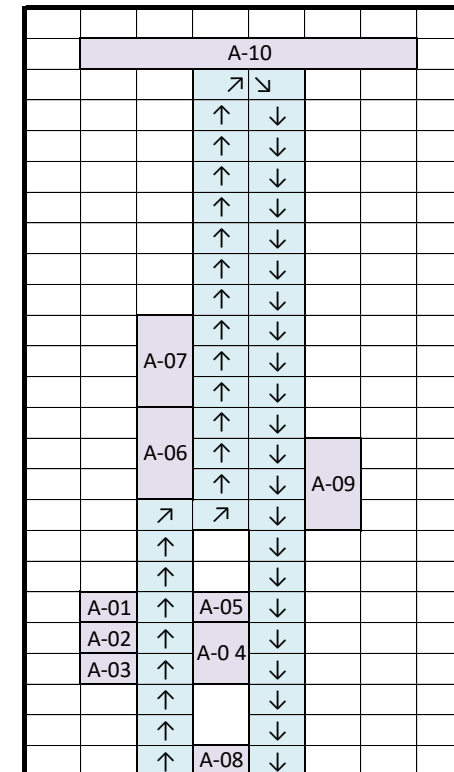 A-10
↗ ↘
↑ ↓
↑ ↓
↑ ↓
↑ ↓
↑ ↓
↑ ↓
↑ ↓
↑ ↓
A-07 ↑ ↓
↑ ↓
↑ ↓
A-06 ↑ ↓
↑ ↓ A-09
↗ ↗ ↓
↑ ↓
↑ ↓
A-01 ↑ A-05 ↓
A-02 ↑ A-0 4 ↓
A-03 ↑ ↓
↑ ↓
↑ ↓
↑ A-08 ↓